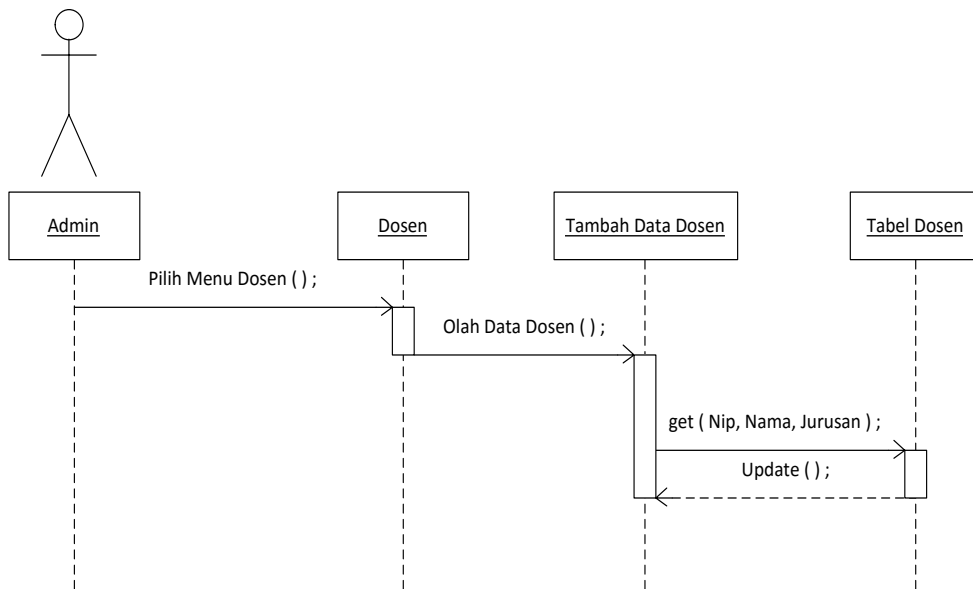 Admin
Dosen
Tambah Data Dosen
Tabel Dosen
Pilih Menu Dosen ( ) ;
Olah Data Dosen ( ) ;
get ( Nip, Nama, Jurusan ) ;
Update ( ) ;